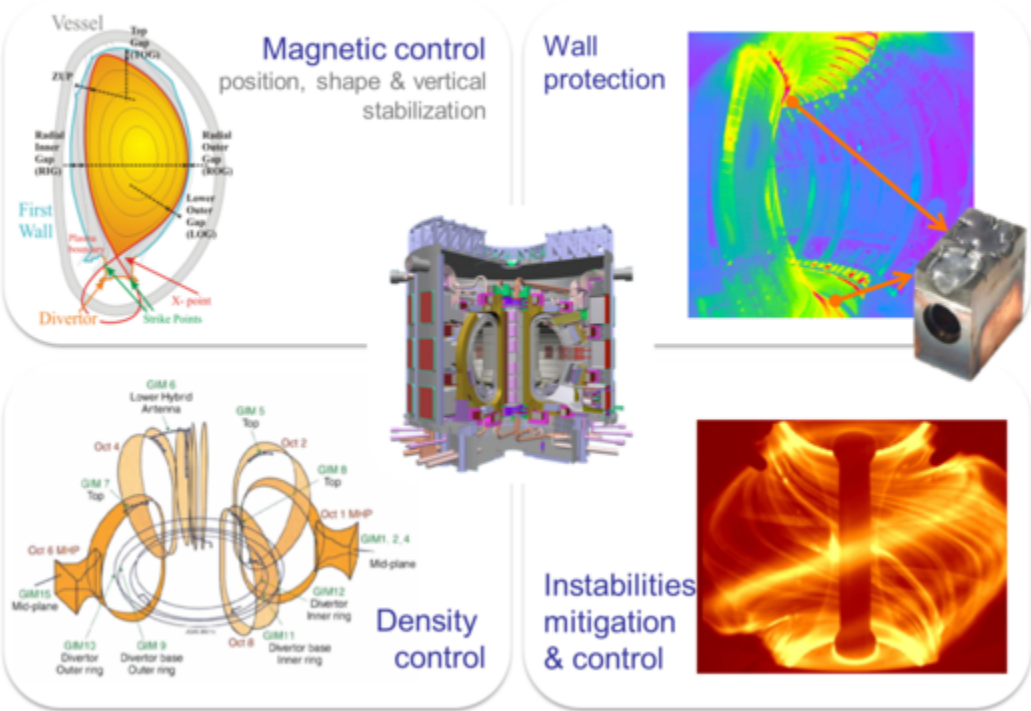 Vessel
Top
Gap
(TOG)
ZUP
Radial
Inner
Gap
(RIG)
Radial
Outer
Gap
(ROG)
Lower
Outer
Gap
(LOG)
First
Wall
Plasma
boundary
X- point
Divertor
Strike Points
Magnetic control
position, shape & vertical
stabilization
Wall
protection
GIM 6
Lower Hybrid
Antenna
GIM 5
Top
Oct 4
Oct 2
GIM 8
Top
GIM 7
Top
Oct 1 MHP
GIM1, 2, 4
Mid-plane
Oct 6 MHP
GIM15
Mid-plane
GIM12
Divertor
Inner ring
GIM10
Divertor
Outer ring
GIM 9
Divertor base
Outer ring
Oct 8
GIM11
Divertor base
Inner ring
Density
control
Instabilities
mitigation
& control